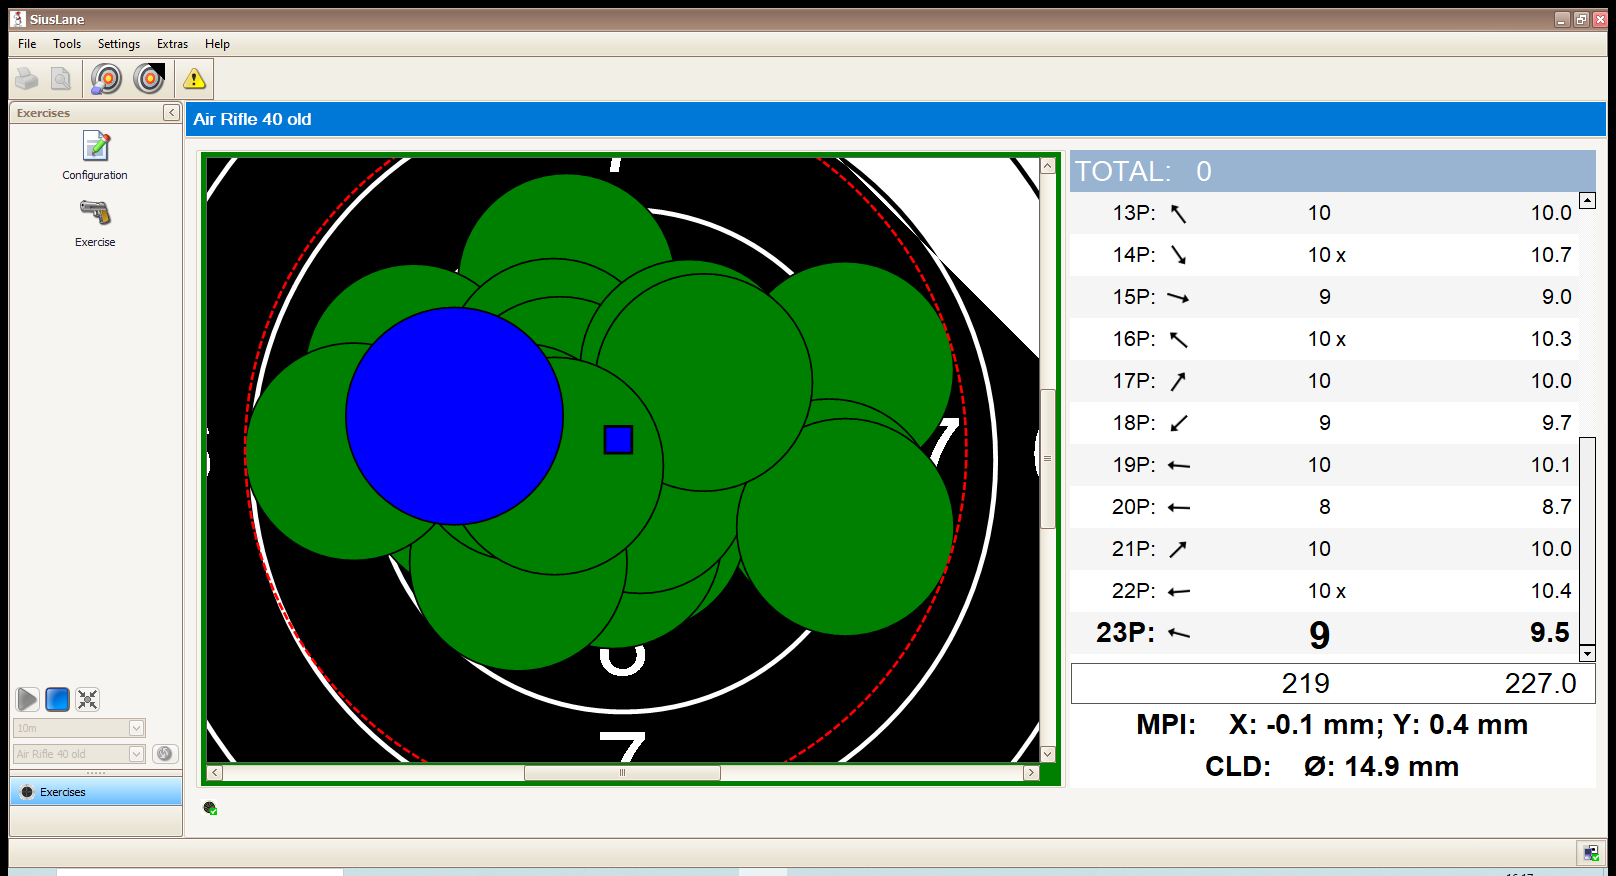 SiusLane
File Tools Settings Extras Help
Exercises
Configuration
Exercise
10m
Air Rifle 40 old
Exercises
Air Rifle 40 old
7
8
7
TOTAL: 0
13P: 10 10.0
14P: 10 x 10.7
15P: 9 9.0
16P: 10 x 10.3
17P: 10 10.0
18P: 9 9.7
19P: 10 10.1
20P: 8 8.7
21P: 10 10.0
22P: 10 x 10.4
23P: 9 9.5
219 227.0
MPI: X: -0.1 mm; Y: 0.4 mm
CLD: Ø: 14.9 mm